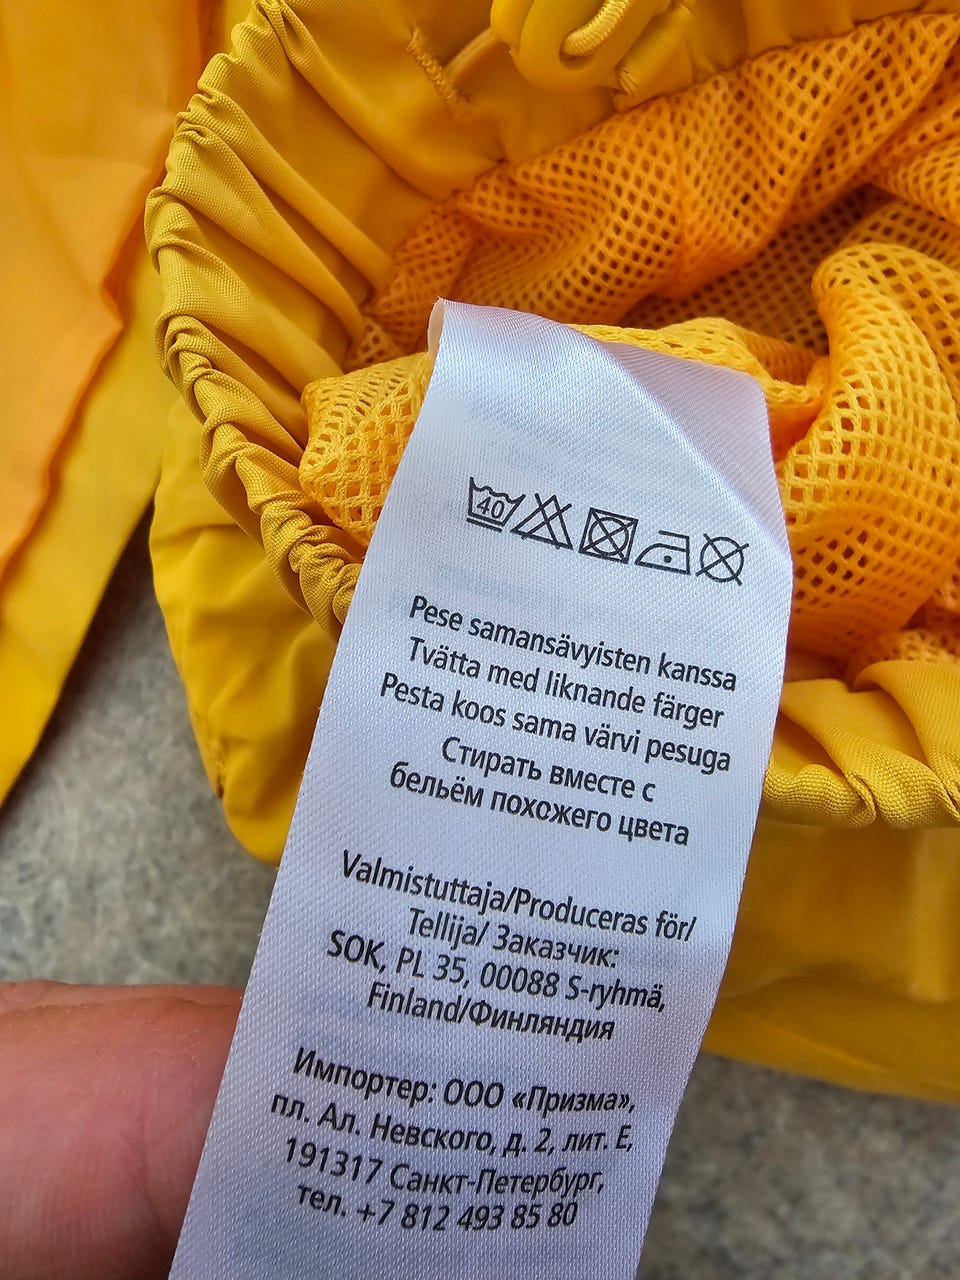 40
Pese samansävyisten kanssa
Tvätta med liknande färger
Pesta koos sama värvi pesuga
Стирать вместе с
бельём похожего цвета
Valmistuttaja/Produceras för/
Tellija/ Заказчик:
SOK, PL 35, 00088 S-ryhmä,
Finland/Финляндия
Импортер: ООО «Призма»,
пл. Ал. Невского, д. 2, лит. Е,
191317 Санкт-Петербург,
тел. +7 812 493 85 80